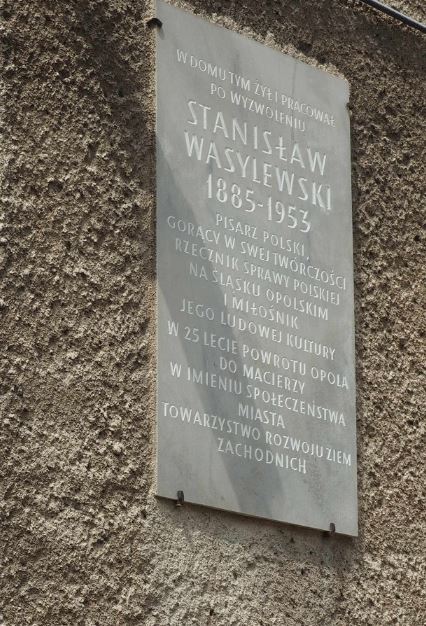 W DOMU TYM ŻYŁ I PRACOWAŁ
PO WYZWOLENIU
STANISŁAW
WASYLEWSKI
1885-1953
PISARZ POLSKI,
GORĄCY W SWEJ TWÓRCZOŚCI
RZECZNIK SPRAWY POLSKIEJ
NA ŚLĄSKU OPOLSKIM
I MIŁOŚNIK
JEGO LUDOWEJ KULTURY
W 25 LECIE POWROTU OPOLA
DO MACIERZY
W IMIENIU SPOŁECZEŃSTWA
MIASTA
TOWARZYSTWO ROZWOJU ZIEM
ZACHODNICH